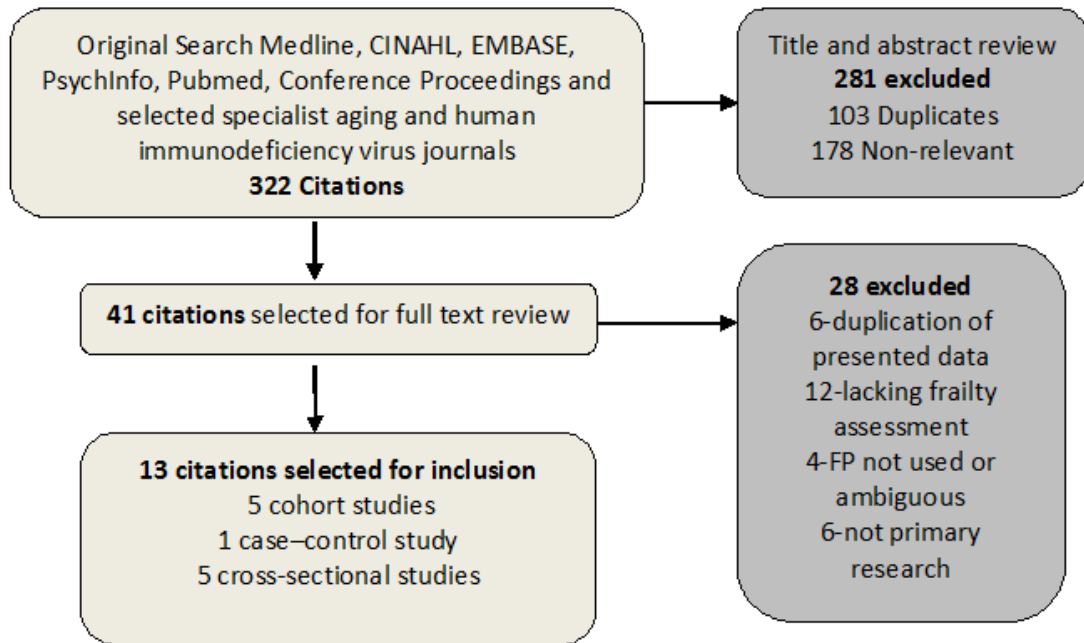 Original Search Medline, CINAHL, EMBASE,
PsychInfo, Pubmed, Conference Proceedings and
selected specialist aging and human
immunodeficiency virus journals
322 Citations
Title and abstract review
281 excluded
103 Duplicates
178 Non-relevant
41 citations selected for full text review
28 excluded
6-duplication of
presented data
12-lacking frailty
assessment
4-FP not used or
ambiguous
6-not primary
research
13 citations selected for inclusion
5 cohort studies
1 case–control study
5 cross-sectional studies